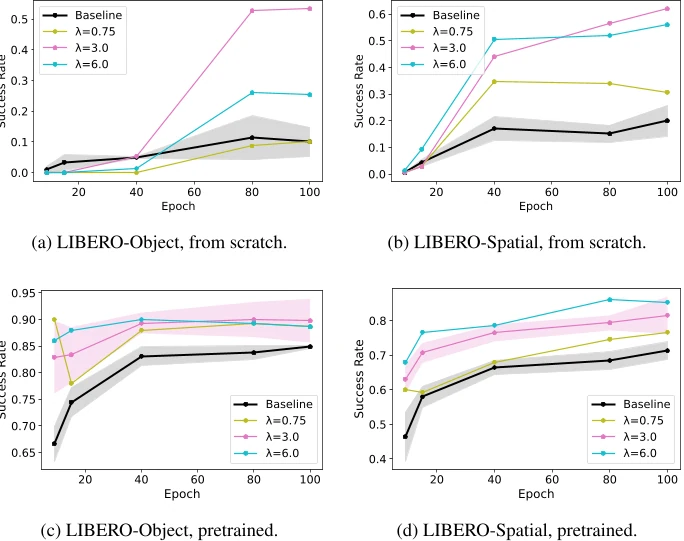 Baseline
λ=0.75
λ=3.0
λ=6.0
0.5
0.4
0.3
0.2
0.1
0.0
Success Rate
20 40 60 80 100
Epoch
(a) LIBERO-Object, from scratch.
Baseline
λ=0.75
λ=3.0
λ=6.0
0.6
0.5
0.4
0.3
0.2
0.1
0.0
Success Rate
20 40 60 80 100
Epoch
(b) LIBERO-Spatial, from scratch.
0.95
0.90
0.85
0.80
0.75
0.70
0.65
Success Rate
Baseline
λ=0.75
λ=3.0
λ=6.0
20 40 60 80 100
Epoch
(c) LIBERO-Object, pretrained.
0.8
0.7
0.6
0.5
0.4
Success Rate
Baseline
λ=0.75
λ=3.0
λ=6.0
20 40 60 80 100
Epoch
(d) LIBERO-Spatial, pretrained.